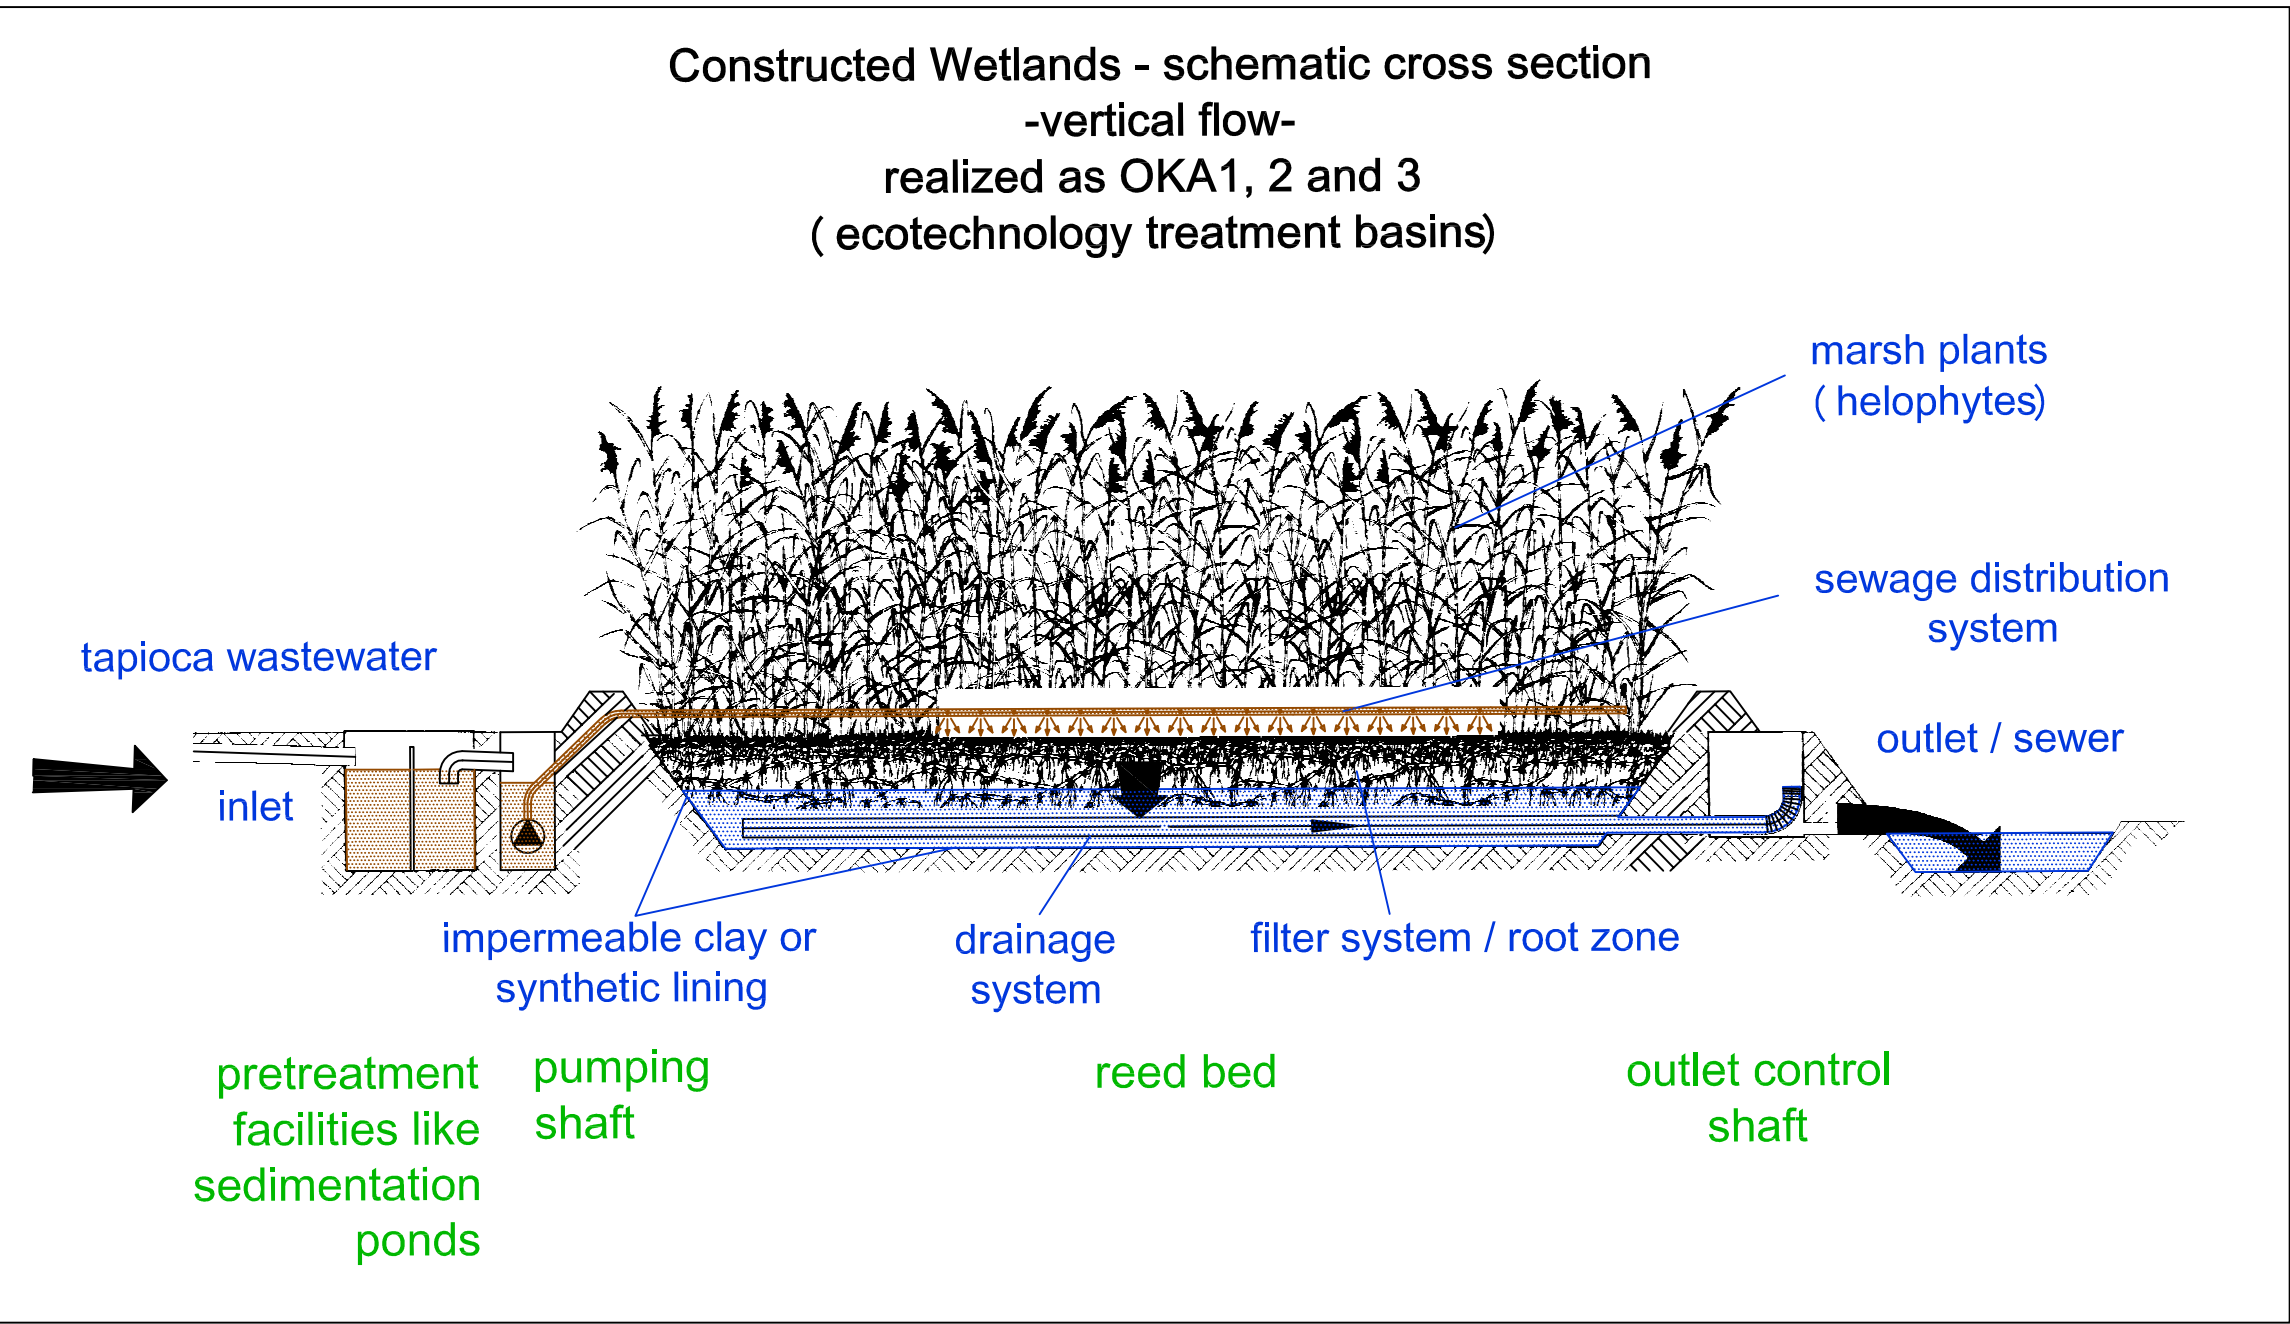 Constructed Wetlands - schematic cross section
-vertical flow-
realized as OKA1, 2 and 3
( ecotechnology treatment basins)
marsh plants
( helophytes)
sewage distribution
system
tapioca wastewater
outlet / sewer
inlet
impermeable clay or
synthetic lining
drainage
system
filter system / root zone
pretreatment
facilities like
sedimentation
ponds
pumping
shaft
reed bed
outlet control
shaft